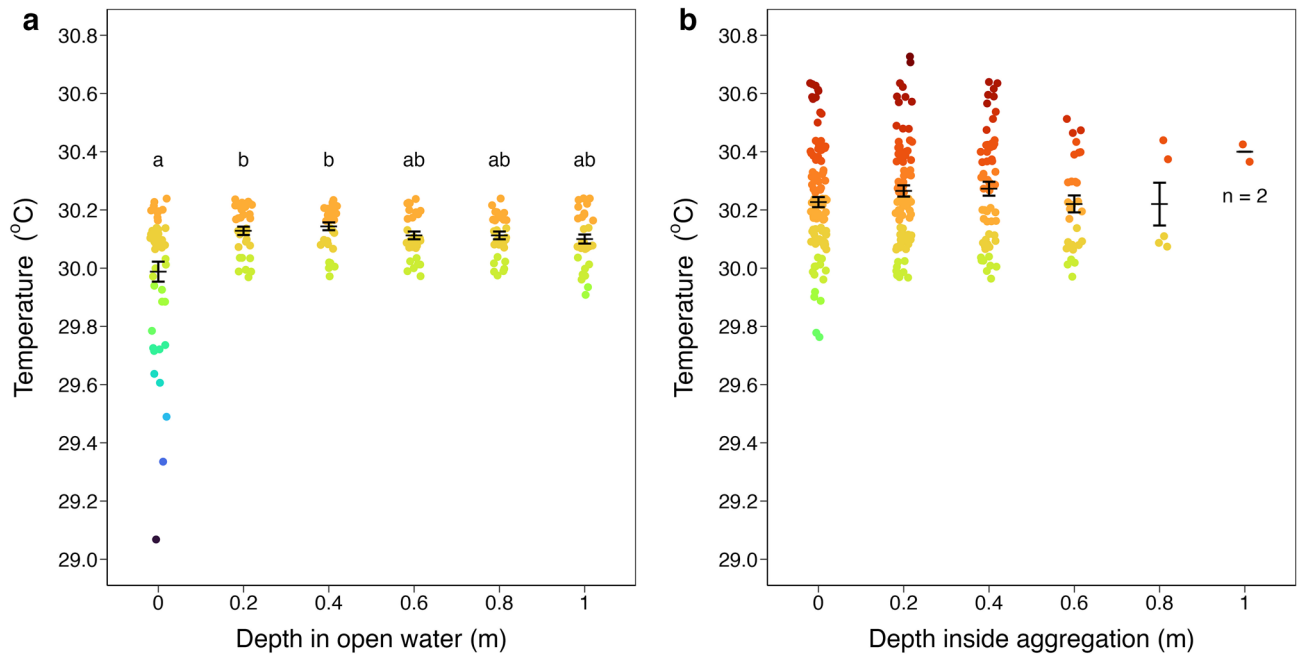 a
30.8
30.6
30.4
30.2
30.0
29.8
29.6
29.4
29.2
29.0
Temperature (°C)
a b b ab ab ab
0 0.2 0.4 0.6 0.8 1
Depth in open water (m)
b
30.8
30.6
30.4
30.2
30.0
29.8
29.6
29.4
29.2
29.0
Temperature (°C)
n = 2
0 0.2 0.4 0.6 0.8 1
Depth inside aggregation (m)